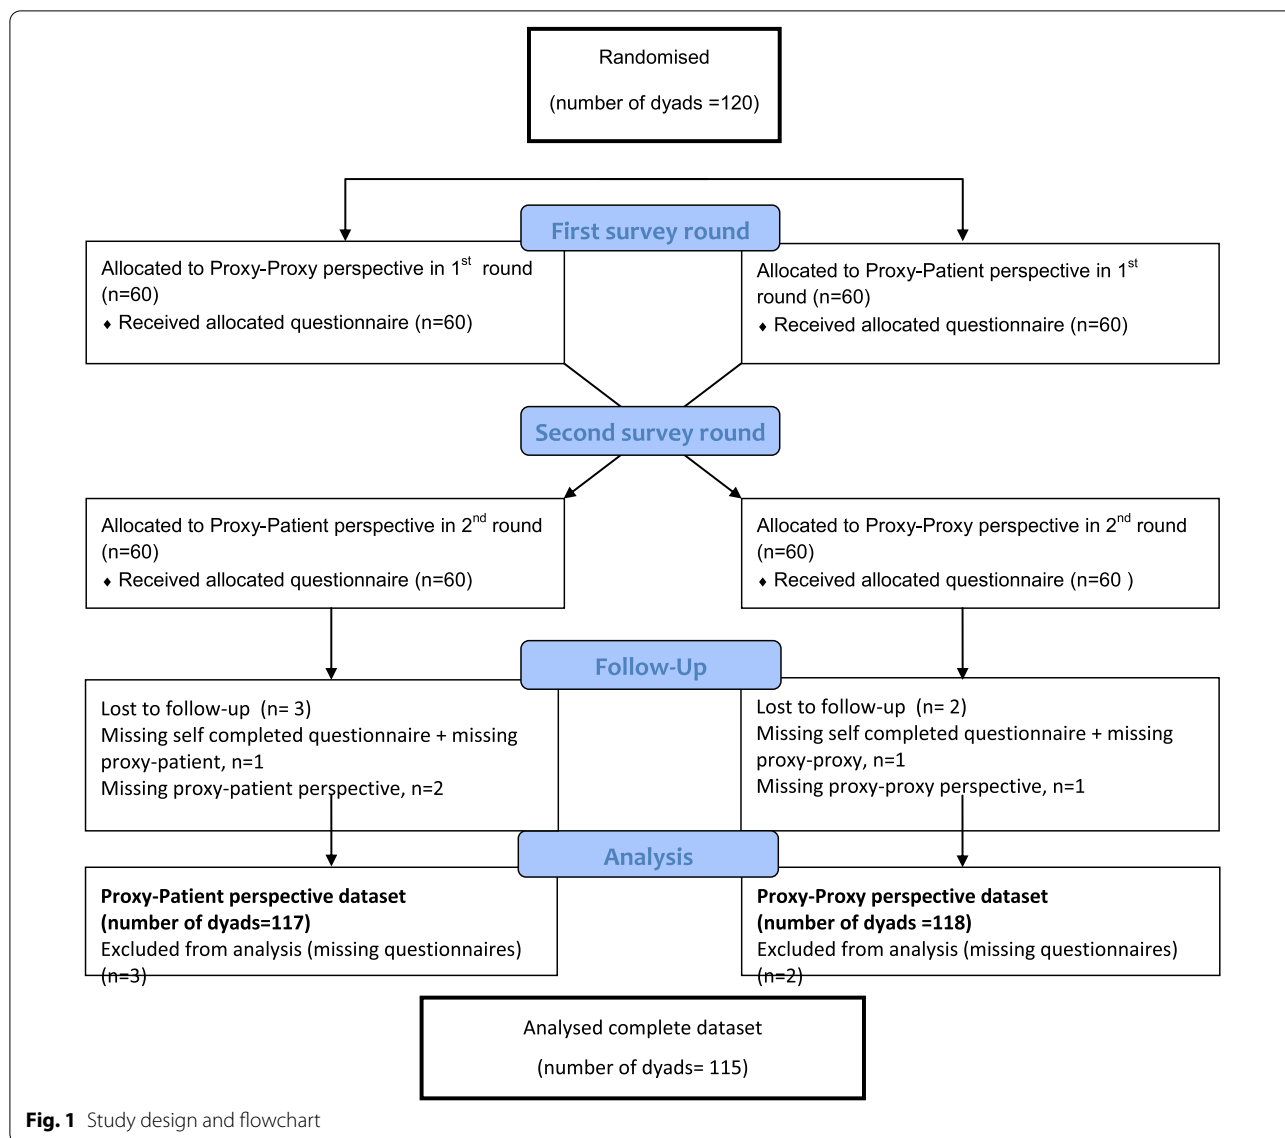 Randomised
(number of dyads =120)
First survey round
Allocated to Proxy-Proxy perspective in 1st round
(n=60)
♦ Received allocated questionnaire (n=60)
Allocated to Proxy-Patient perspective in 1st
round (n=60)
♦ Received allocated questionnaire (n=60)
Second survey round
Allocated to Proxy-Patient perspective in 2nd round
(n=60)
♦ Received allocated questionnaire (n=60)
Allocated to Proxy-Proxy perspective in 2nd round
(n=60)
♦ Received allocated questionnaire (n=60 )
Follow-Up
Lost to follow-up (n= 3)
Missing self completed questionnaire + missing
proxy-patient, n=1
Missing proxy-patient perspective, n=2
Lost to follow-up (n= 2)
Missing self completed questionnaire + missing
proxy-proxy, n=1
Missing proxy-proxy perspective, n=1
Analysis
Proxy-Patient perspective dataset
(number of dyads=117)
Excluded from analysis (missing questionnaires)
(n=3)
Proxy-Proxy perspective dataset
(number of dyads =118)
Excluded from analysis (missing questionnaires)
(n=2)
Analysed complete dataset
(number of dyads= 115)
Fig. 1 Study design and flowchart